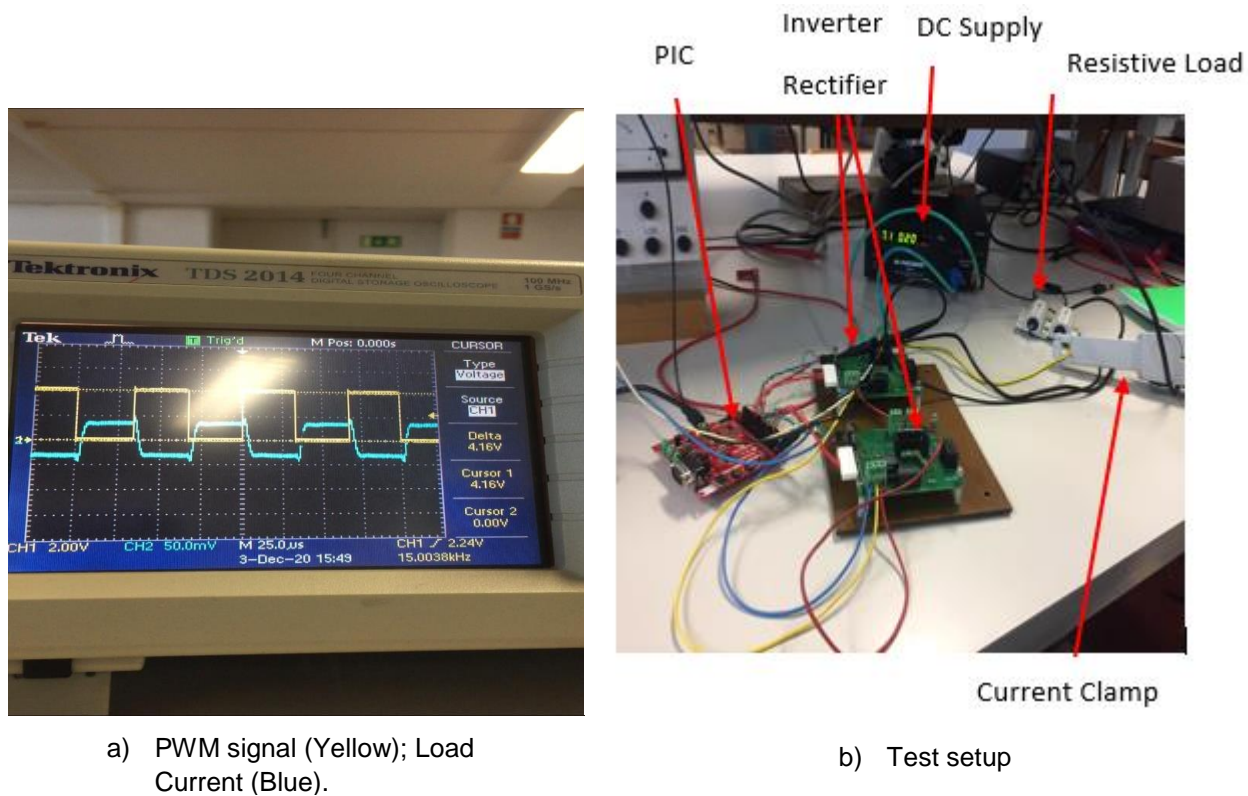 Inverter
DC Supply
PIC
Resistive Load
Rectifier
Tektronix TDS 2014 FOUR CHANNEL DIGITAL STORAGE OSCILLOSCOPE 100 MHz 1 GS/s
Tek Trig'd M Pos: 0.000s CURSOR
Type
Voltage
Source
CH1
Delta
4.16V
Cursor 1
4.16V
Cursor 2
0.00V
CH1 2.00V CH2 50.0mV M 25.0us CH1 2.24V
3-Dec-20 15:49 15.0038kHz
Current Clamp
a) PWM signal (Yellow); Load
Current (Blue).
b) Test setup